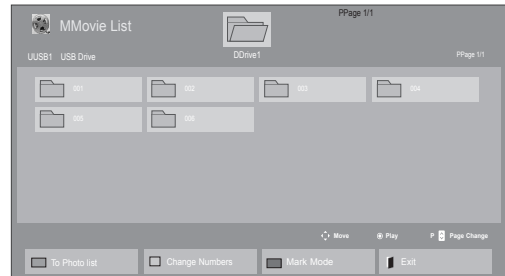 PPage 1/1
MMovie List
UUSB1 USB Drive DDrive1 PPage 1/1
001 002 003 004
005 006
Move Play P Page Change
To Photo list Change Numbers Mark Mode Exit